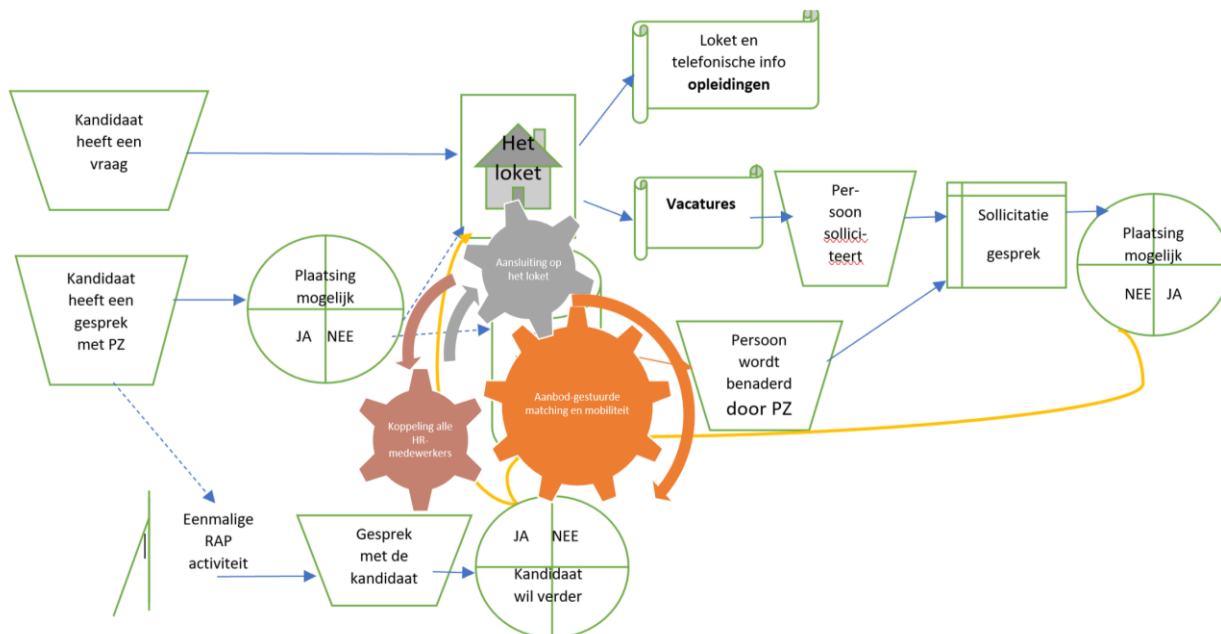 Loket en
telefonische info
opleidingen
Kandidaat
heeft een
vraag
Het
loket
Vacatures
Per-
soon
sollici-
teert
Sollicitatie
gesprek
Plaatsing
mogelijk
NEE JA
Kandidaat
heeft een
gesprek
met PZ
Plaatsing
mogelijk
JA NEE
Aansluiting op
het loket
Persoon
wordt
benaderd
door PZ
Aanbod-gestuurde
matching en mobiliteit
Koppeling alle
HR-
medewerkers
Eenmalige
RAP
activiteit
Gesprek
met de
kandidaat
JA NEE
Kandidaat
wil verder